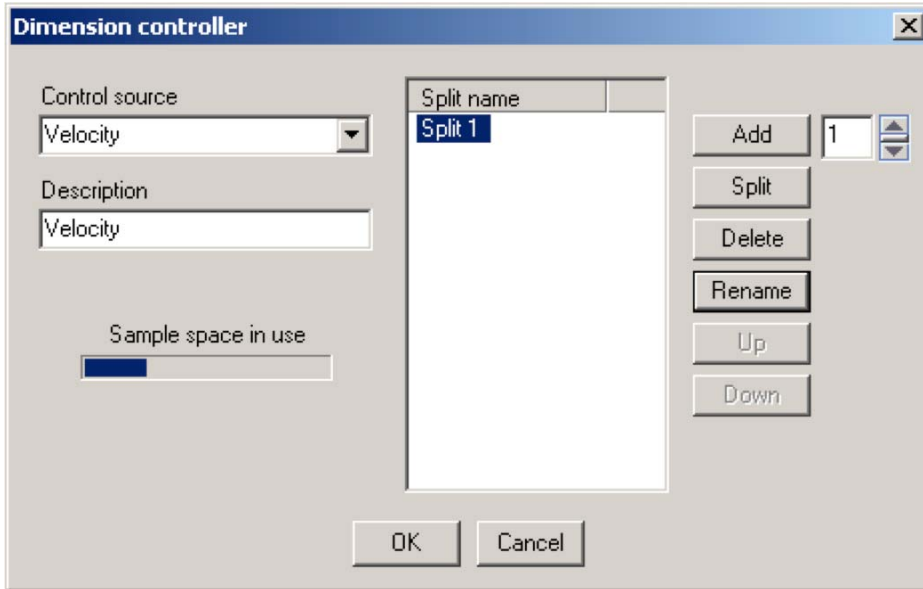 Dimension controller
Control source
Velocity
Description
Velocity
Sample space in use
Split name
Split 1
Add
1
Split
Delete
Rename
Up
Down
OK
Cancel